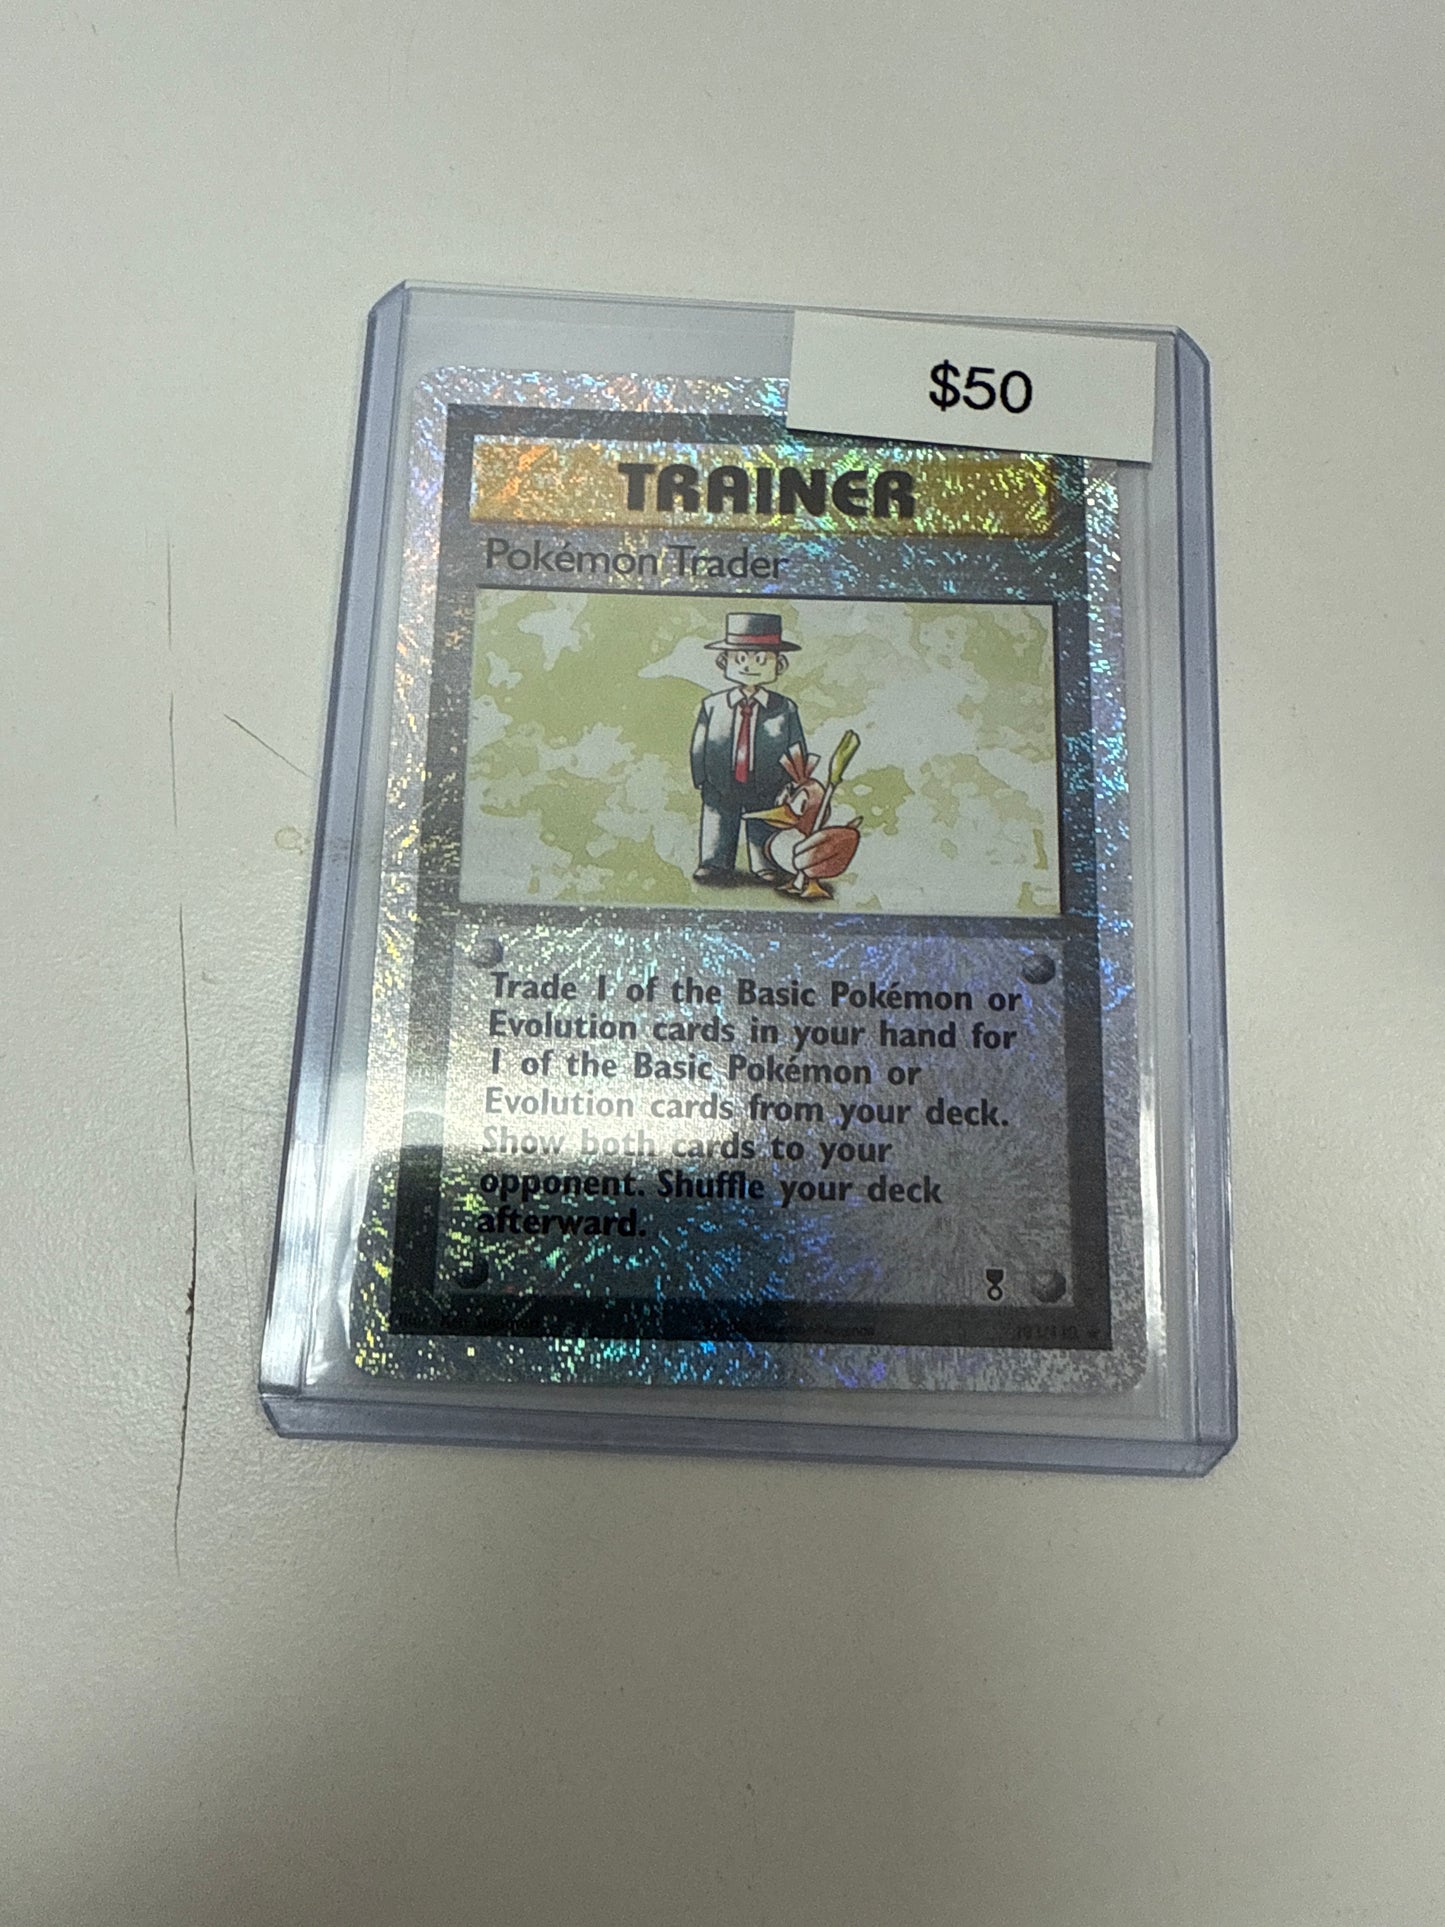 $50
TRAINER
Pokémon Trader
Trade 1 of the Basic Pokémon or
Evolution cards in your hand for
1 of the Basic Pokémon or
Evolution cards from your deck.
Show both cards to your
opponent. Shuffle your deck
afterward.